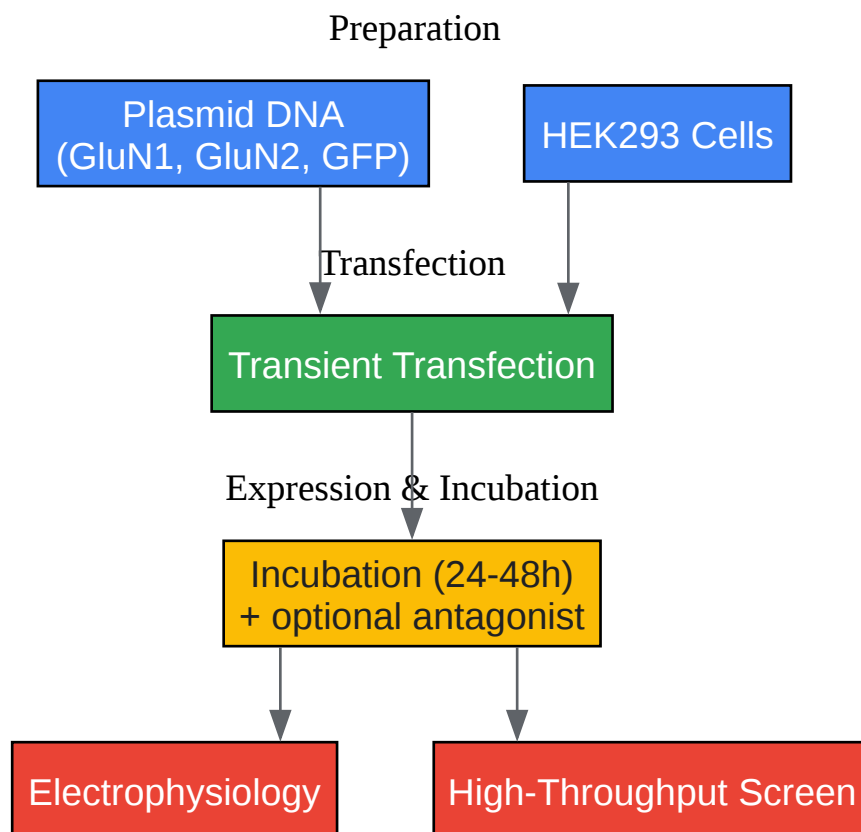 Preparation
Plasmid DNA
(GluN1, GluN2, GFP)
HEK293 Cells
Transfection
Transient Transfection
Expression & Incubation
Incubation (24-48h)
+ optional antagonist
Electrophysiology
High-Throughput Screen